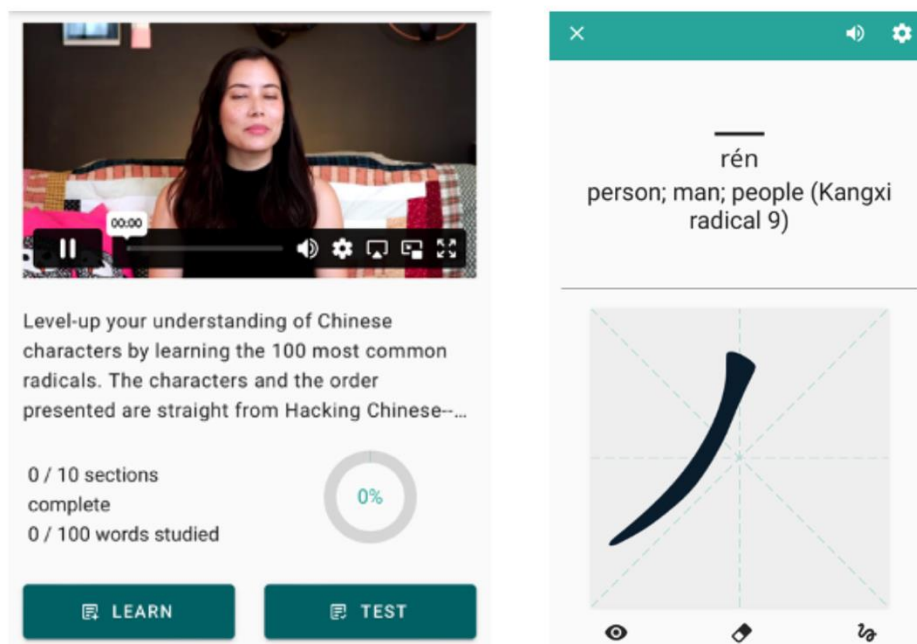 00:00
Level-up your understanding of Chinese
characters by learning the 100 most common
radicals. The characters and the order
presented are straight from Hacking Chinese--…
0 / 10 sections
complete
0 / 100 words studied
0%
LEARN
TEST
rén
person; man; people (Kangxi
radical 9)